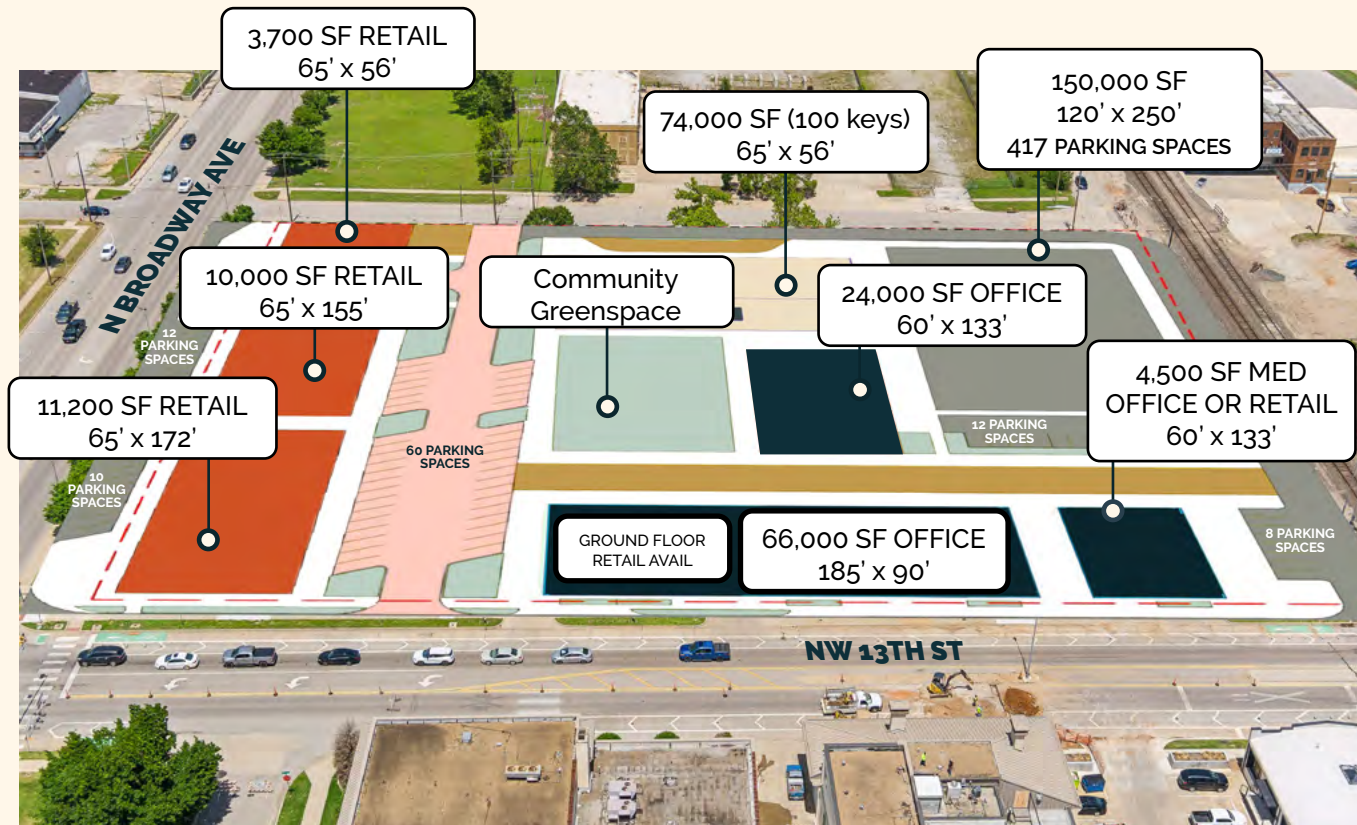 3,700 SF RETAIL
65' x 56'
150,000 SF
120' x 250'
417 PARKING SPACES
74,000 SF (100 keys)
65' x 56'
N BROADWAY AVE
10,000 SF RETAIL
65' x 155'
Community
Greenspace
24,000 SF OFFICE
60' x 133'
12
PARKING
SPACES
11,200 SF RETAIL
65' x 172'
4,500 SF MED
OFFICE OR RETAIL
60' x 133'
12 PARKING
SPACES
60 PARKING
SPACES
10
PARKING
SPACES
GROUND FLOOR
RETAIL AVAIL
66,000 SF OFFICE
185' x 90'
8 PARKING
SPACES
NW 13TH ST